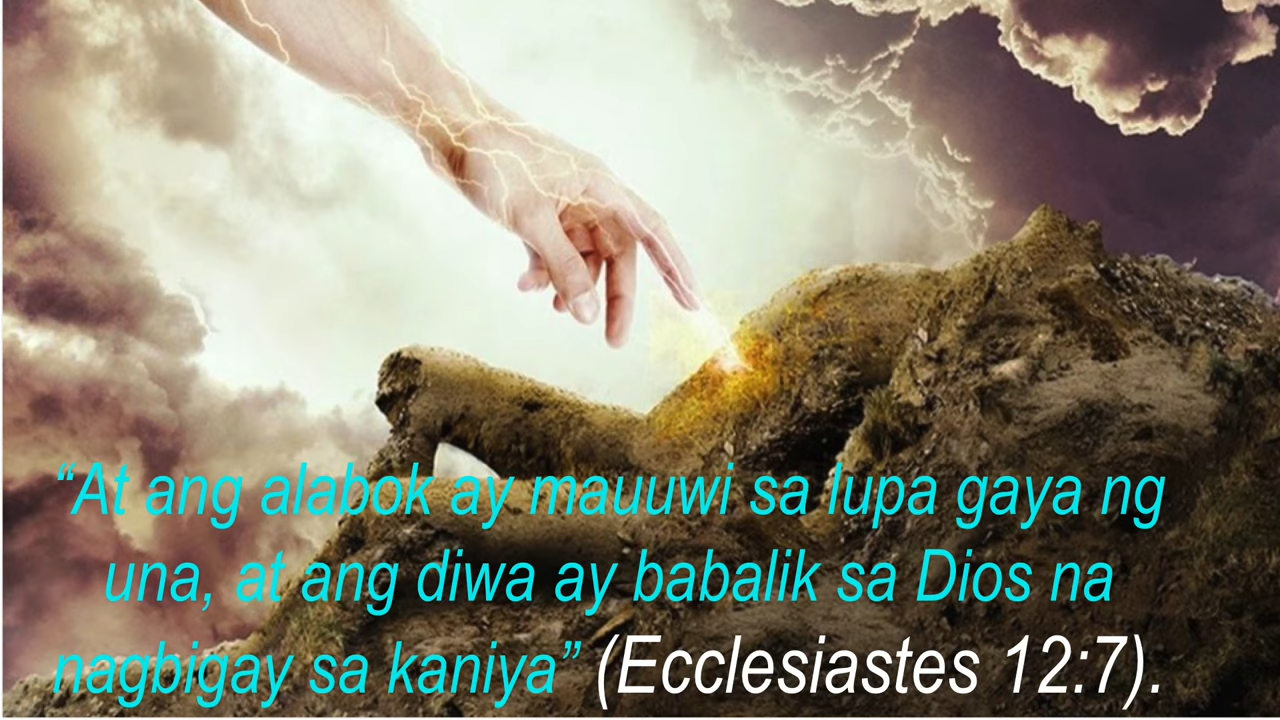 “At ang alabok ay mauuwi sa lupa gaya ng
una, at ang diwa ay babalik sa Dios na
nagbigay sa kaniya” (Ecclesiastes 12:7).